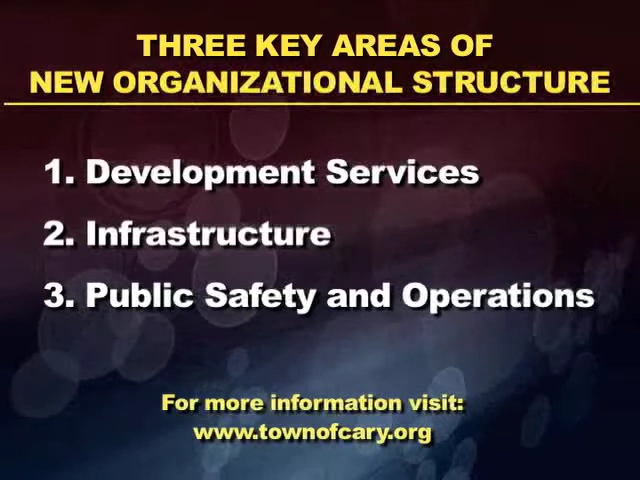 THREE KEY AREAS OF
NEW ORGANIZATIONAL STRUCTURE
1. Development Services
2. Infrastructure
3. Public Safety and Operations
For more information visit:
www.townofcary.org